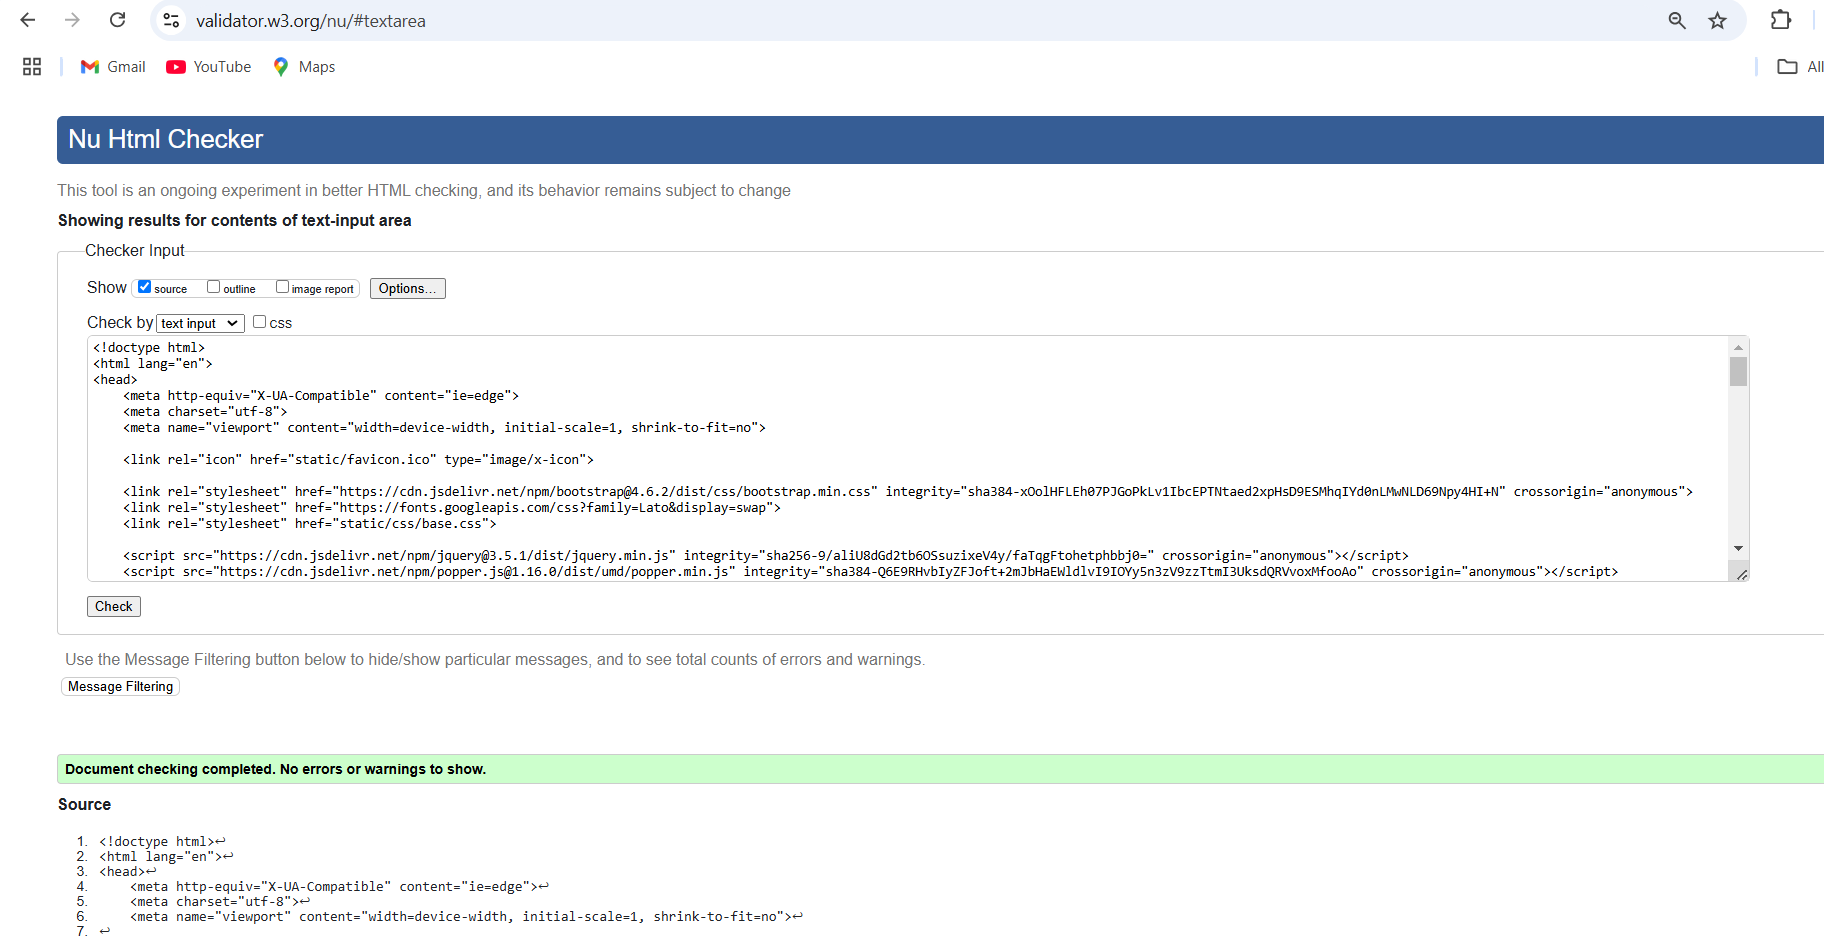 validator.w3.org/nu/#textarea
Gmail YouTube Maps All
Nu Html Checker
This tool is an ongoing experiment in better HTML checking, and its behavior remains subject to change
Showing results for contents of text-input area
Checker Input
Show source outline image report Options...
Check by text input css
<!doctype html>
<html lang="en">
<head>
    <meta http-equiv="X-UA-Compatible" content="ie=edge">
    <meta charset="utf-8">
    <meta name="viewport" content="width=device-width, initial-scale=1, shrink-to-fit=no">
    <link rel="icon" href="static/favicon.ico" type="image/x-icon">
    <link rel="stylesheet" href="https://cdn.jsdelivr.net/npm/bootstrap@4.6.2/dist/css/bootstrap.min.css" integrity="sha384-xOolHFLEh07PJGoPkLv1IbcEPTNtaed2xpHsD9ESMhqIYd0nLMwNLD69Npy4HI+N" crossorigin="anonymous">
    <link rel="stylesheet" href="https://fonts.googleapis.com/css?family=Lato&display=swap">
    <link rel="stylesheet" href="static/css/base.css">
    <script src="https://cdn.jsdelivr.net/npm/jquery@3.5.1/dist/jquery.min.js" integrity="sha256-9/aliU8dGd2tb6OSsuzixeV4y/faTqgFtohetphbbj0=" crossorigin="anonymous"></script>
    <script src="https://cdn.jsdelivr.net/npm/popper.js@1.16.0/dist/umd/popper.min.js" integrity="sha384-Q6E9RHvbIyZFJoft+2mJbHaEWldlvI9IOYy5n3zV9zzTtmI3UksdQRVvoxMfooAo" crossorigin="anonymous"></script>
Check
Use the Message Filtering button below to hide/show particular messages, and to see total counts of errors and warnings.
Message Filtering
Document checking completed. No errors or warnings to show.
Source
1. <!doctype html>↩
2. <html lang="en">↩
3. <head>↩
4.     <meta http-equiv="X-UA-Compatible" content="ie=edge">↩
5.     <meta charset="utf-8">↩
6.     <meta name="viewport" content="width=device-width, initial-scale=1, shrink-to-fit=no">↩
7. ↩